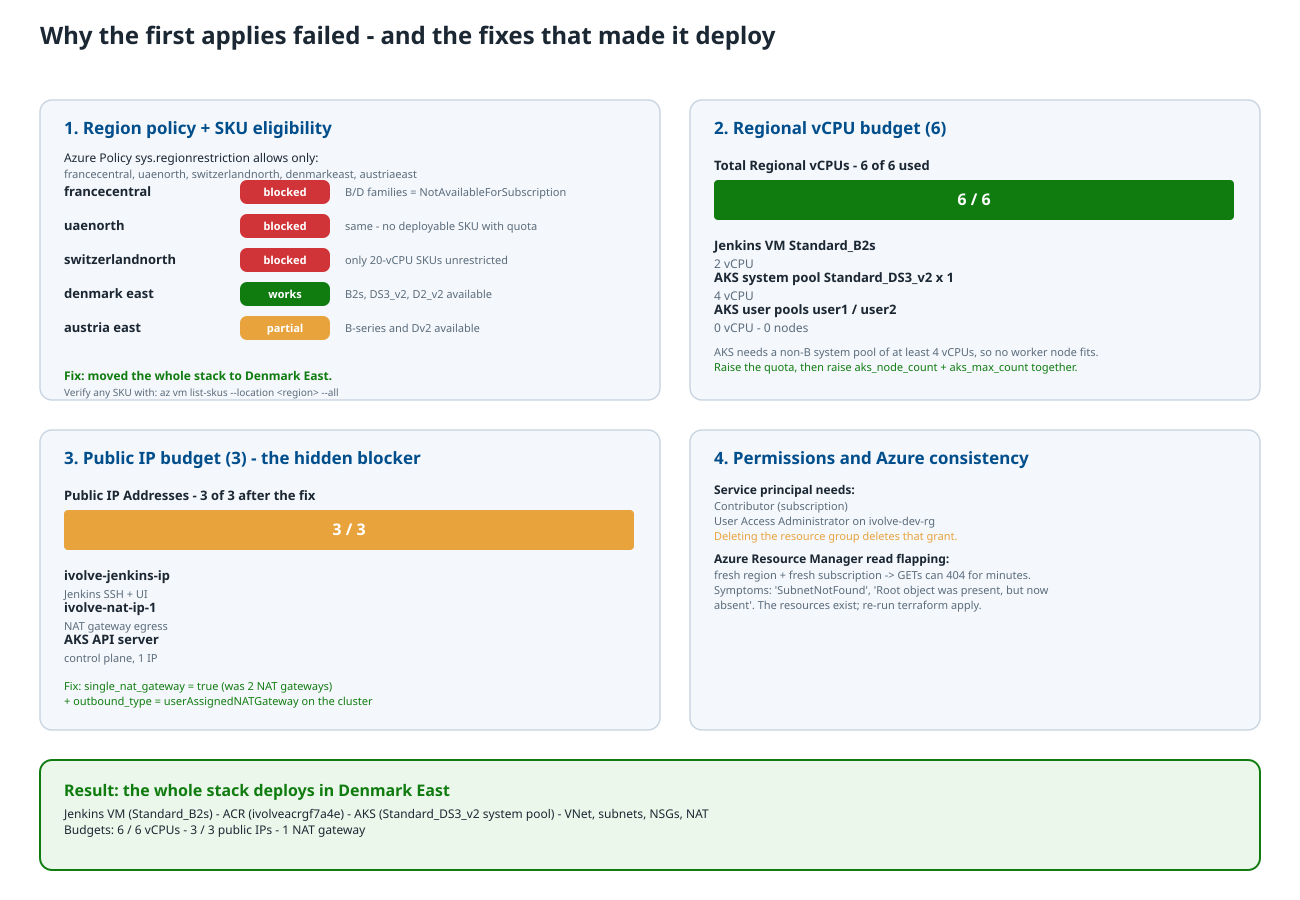 Why the first applies failed - and the fixes that made it deploy
1. Region policy + SKU eligibility
Azure Policy sys.regionrestriction allows only:
francecentral, uaenorth, switzerlandnorth, denmarkeast, austriaeast
francecentral blocked B/D families = NotAvailableForSubscription
uaenorth blocked same - no deployable SKU with quota
switzerlandnorth blocked only 20-vCPU SKUs unrestricted
denmark east works B2s, DS3_v2, D2_v2 available
austria east partial B-series and Dv2 available
Fix: moved the whole stack to Denmark East.
Verify any SKU with: az vm list-skus --location <region> --all
2. Regional vCPU budget (6)
Total Regional vCPUs - 6 of 6 used
6 / 6
Jenkins VM Standard_B2s
2 vCPU
AKS system pool Standard_DS3_v2 x 1
4 vCPU
AKS user pools user1 / user2
0 vCPU - 0 nodes
AKS needs a non-B system pool of at least 4 vCPUs, so no worker node fits.
Raise the quota, then raise aks_node_count + aks_max_count together.
3. Public IP budget (3) - the hidden blocker
Public IP Addresses - 3 of 3 after the fix
3 / 3
ivolve-jenkins-ip
Jenkins SSH + UI
ivolve-nat-ip-1
NAT gateway egress
AKS API server
control plane, 1 IP
Fix: single_nat_gateway = true (was 2 NAT gateways)
+ outbound_type = userAssignedNATGateway on the cluster
4. Permissions and Azure consistency
Service principal needs:
Contributor (subscription)
User Access Administrator on ivolve-dev-rg
Deleting the resource group deletes that grant.
Azure Resource Manager read flapping:
fresh region + fresh subscription -> GETs can 404 for minutes.
Symptoms: 'SubnetNotFound', 'Root object was present, but now
absent'. The resources exist; re-run terraform apply.
Result: the whole stack deploys in Denmark East
Jenkins VM (Standard_B2s) - ACR (ivolveacrgf7a4e) - AKS (Standard_DS3_v2 system pool) - VNet, subnets, NSGs, NAT
Budgets: 6 / 6 vCPUs - 3 / 3 public IPs - 1 NAT gateway